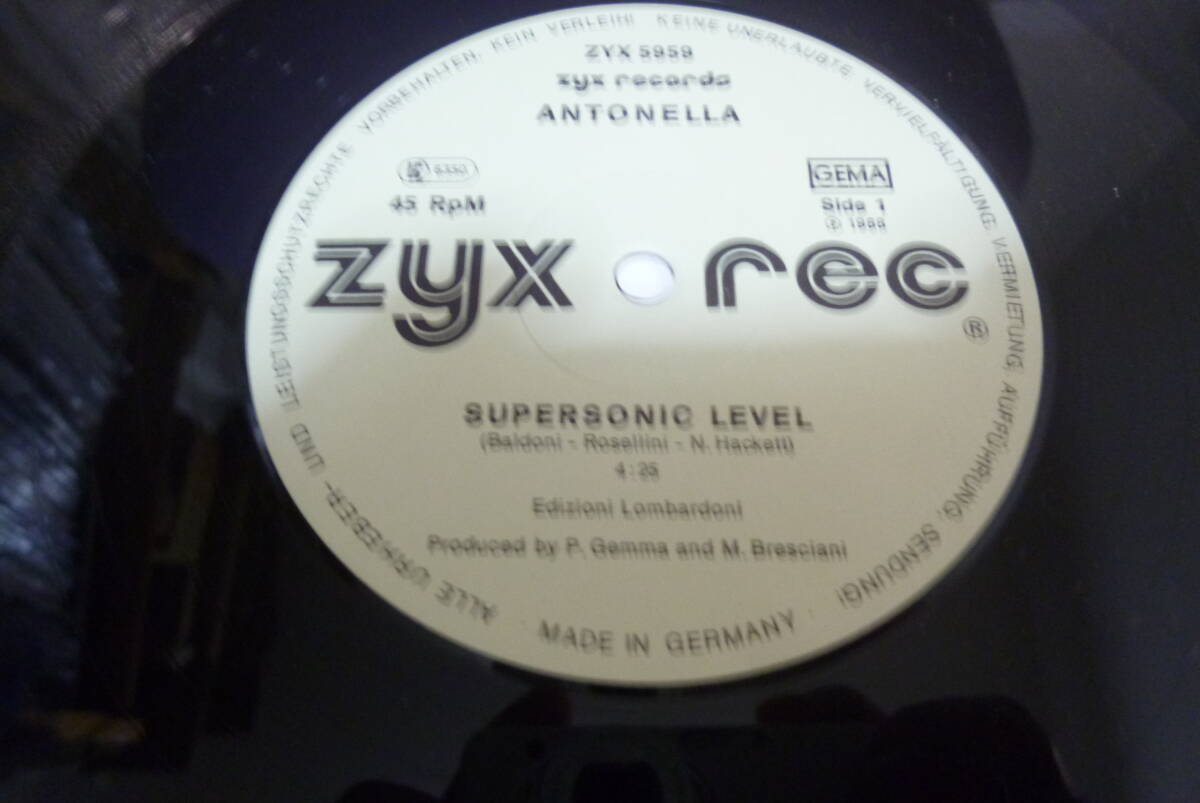 ZYX 5959
zyx records
ANTONELLA
GEMA
45 RpM
Side 1
zyx rec ®
SUPERSONIC LEVEL
(Baldoni - Rosellini - N. Hackett)
4:25
Edizioni Lombardoni
Produced by P. Gemma and M. Bresciani
ALLE URHEBER- UND LEISTUNGSSCHUTZRECHTE VORBEHALTEN, KEIN VERLEIH! KEINE UNERLAUBTE VERVIELFÄLTIGUNG, VERMIETUNG, AUFFÜHRUNG, SENDUNG!
MADE IN GERMANY